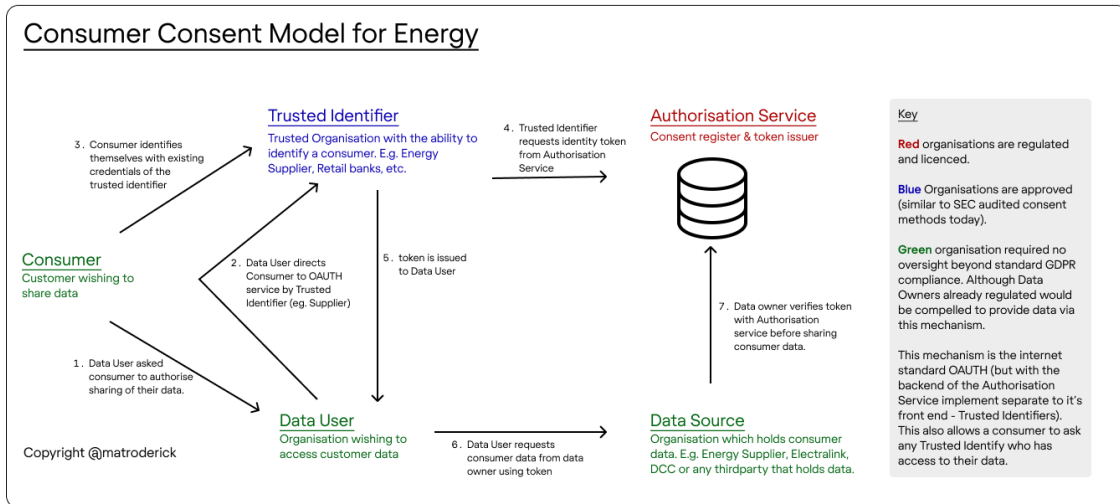 Consumer Consent Model for Energy
Trusted Identifier
Trusted Organisation with the ability to
identify a consumer. E.g. Energy
Supplier, Retail banks, etc.
Authorisation Service
Consent register & token issuer
3. Consumer identifies
themselves with existing
credentials of the
trusted identifier
4. Trusted Identifier
requests identity token
from Authorisation
Service
Consumer
Customer wishing to
share data
2. Data User directs
Consumer to OAUTH
service by Trusted
Identifier (eg. Supplier)
5. token is issued
to Data User
7. Data owner verifies token
with Authorisation
service before sharing
consumer data.
1. Data User asked
consumer to authorise
sharing of their data.
Data User
Organisation wishing to
access customer data
6. Data User requests
consumer data from data
owner using token
Data Source
Organisation which holds consumer
data. E.g. Energy Supplier, Electralink,
DCC or any thirdparty that holds data.
Copyright @matroderick
Key
Red organisations are regulated
and licenced.
Blue Organisations are approved
(similar to SEC audited consent
methods today).
Green organisation required no
oversight beyond standard GDPR
compliance. Although Data
Owners already regulated would
be compelled to provide data via
this mechanism.
This mechanism is the internet
standard OAUTH (but with the
backend of the Authorisation
Service implement separate to it's
front end - Trusted Identifiers).
This also allows a consumer to ask
any Trusted Identify who has
access to their data.